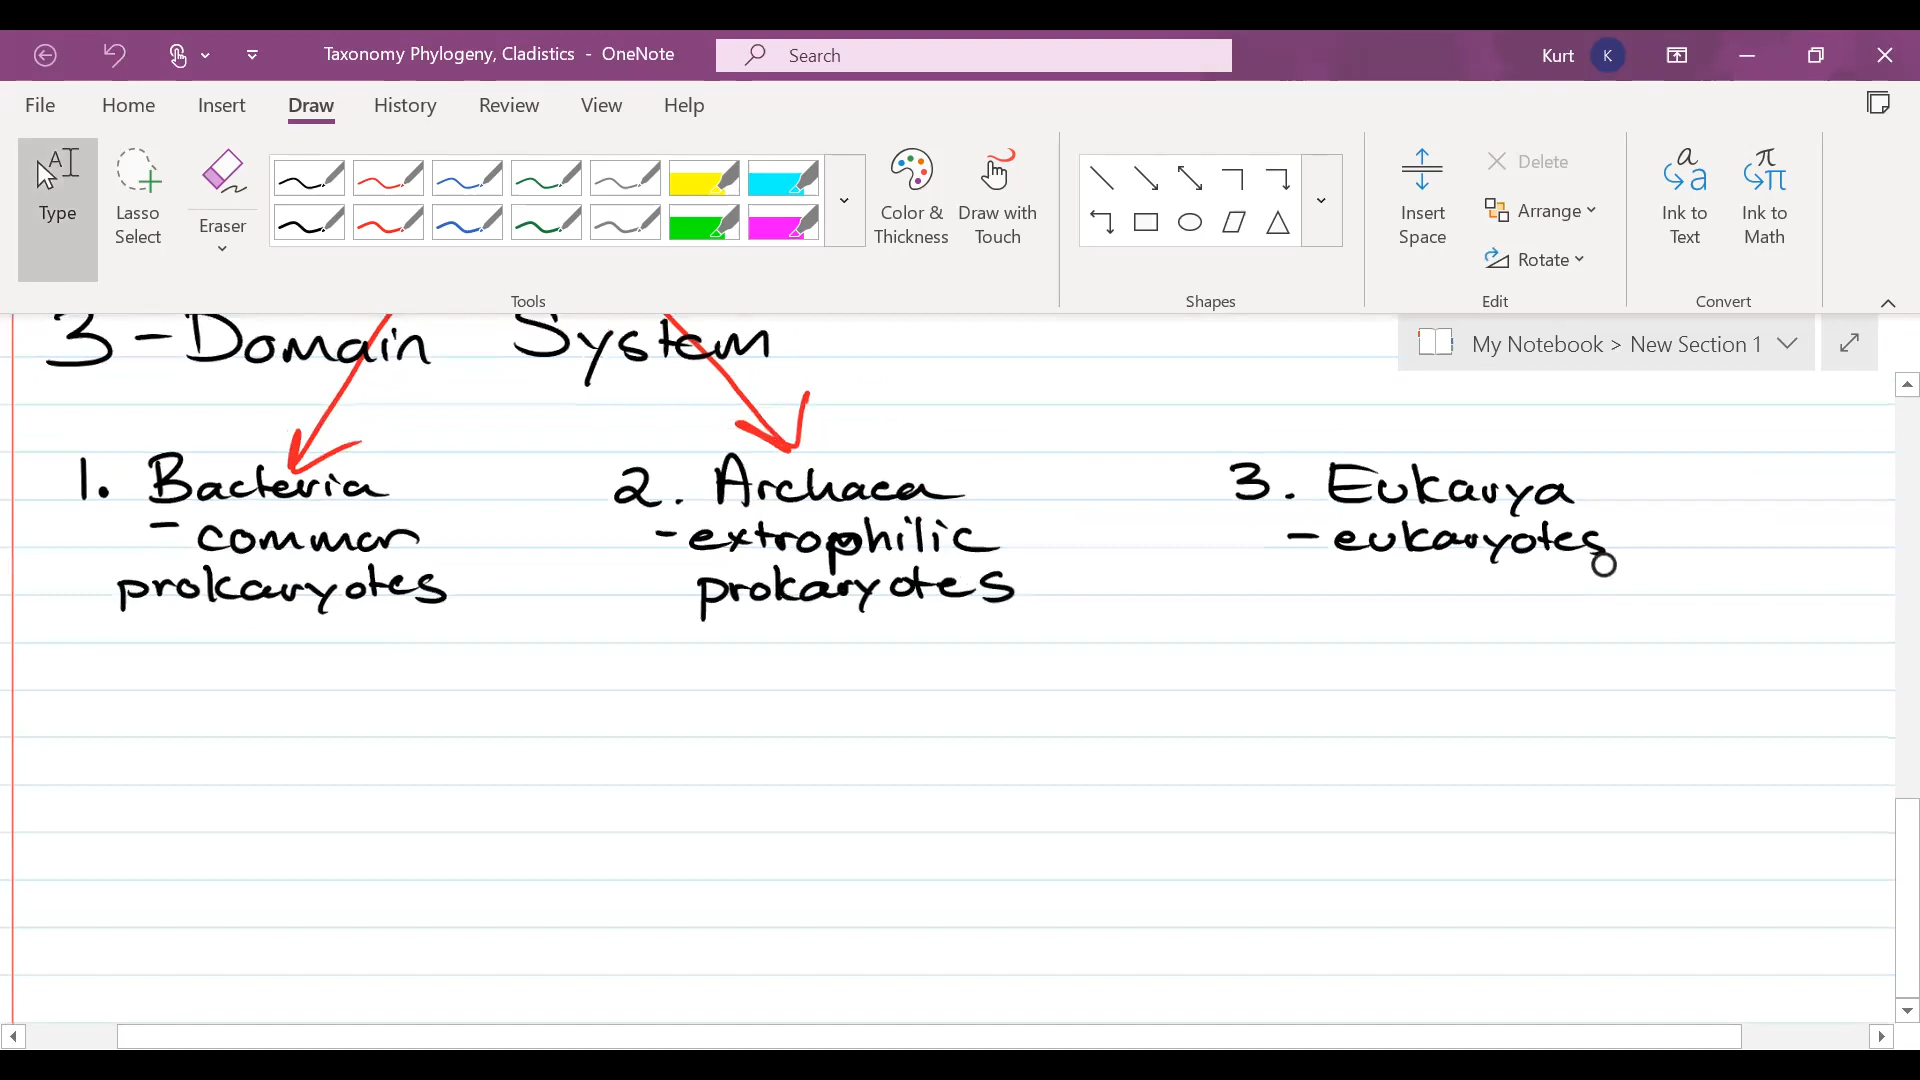 Taxonomy Phylogeny, Cladistics - OneNote
Search
Kurt
K
File Home Insert Draw History Review View Help
Type
Lasso Select
Eraser
Color & Thickness
Draw with Touch
Insert Space
Delete
Arrange
Rotate
Ink to Text
Ink to Math
Tools
Shapes
Edit
Convert
My Notebook > New Section 1
3-Domain System
1. Bacteria
- common
prokaryotes
2. Archaea
- extrophilic
prokaryotes
3. Eukarya
- eukaryotes